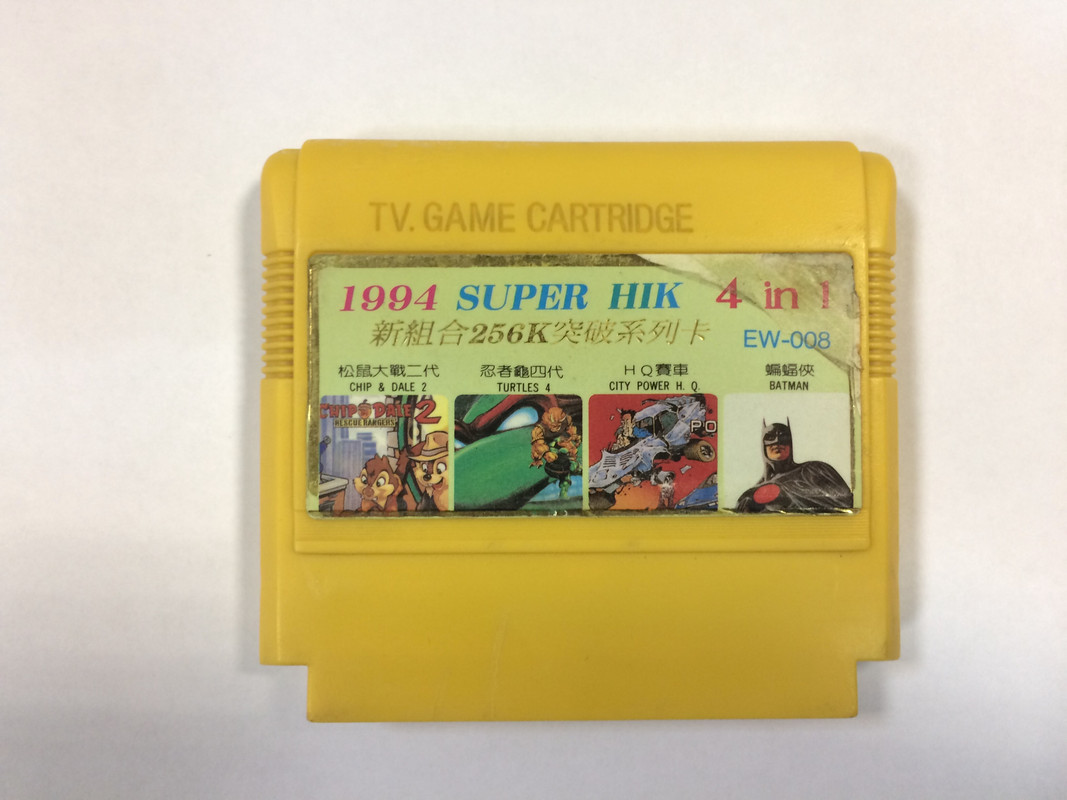 TV. GAME CARTRIDGE
1994 SUPER HIK 4 in 1
新組合256K突破系列卡
EW-008
松鼠大戰二代 忍者龜四代 HQ賽車 蝙蝠俠
CHIP & DALE 2 TURTLES 4 CITY POWER H. Q. BATMAN
CHIP DALE 2
RESCUE RANGERS
PO